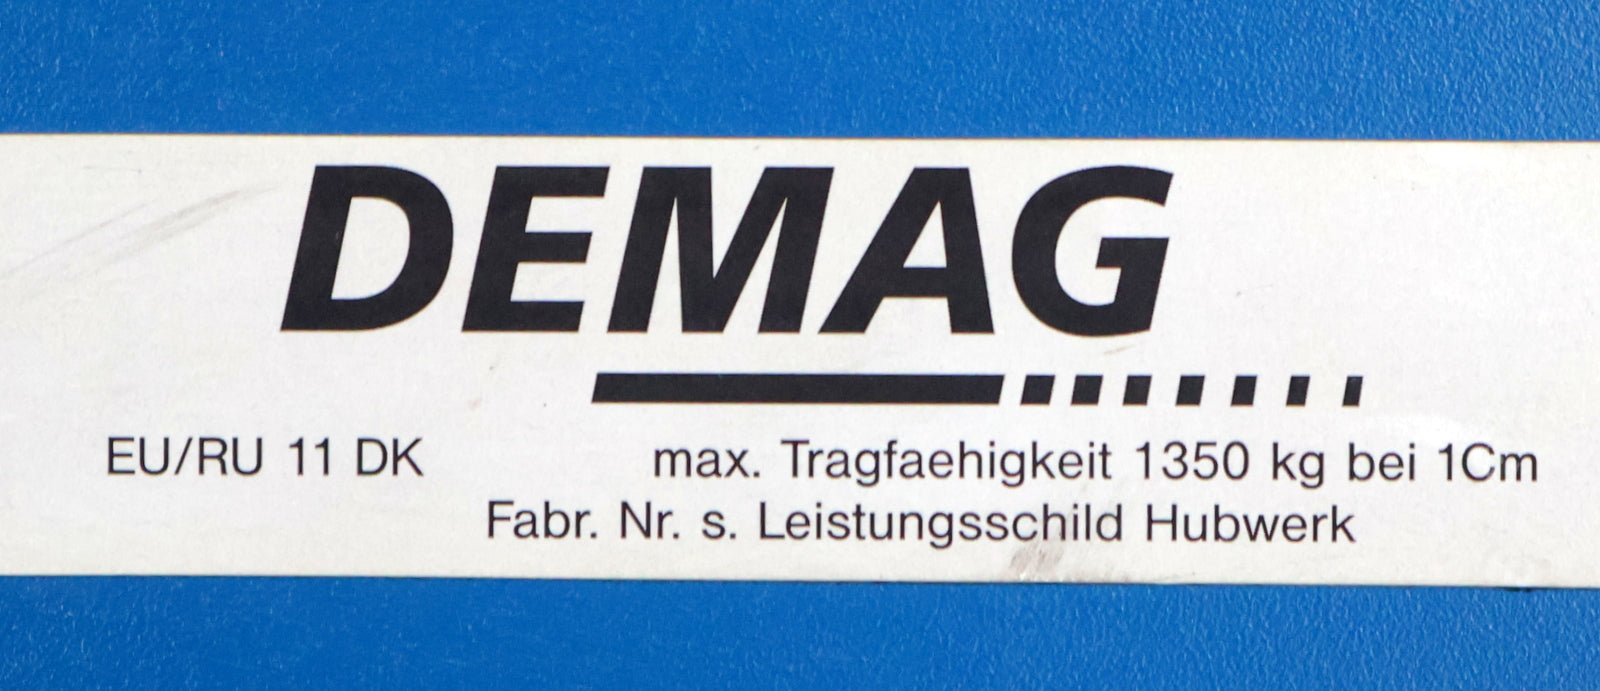 DEMAG
EU/RU 11 DK max. Tragfaehigkeit 1350 kg bei 1Cm
Fabr. Nr. s. Leistungsschild Hubwerk